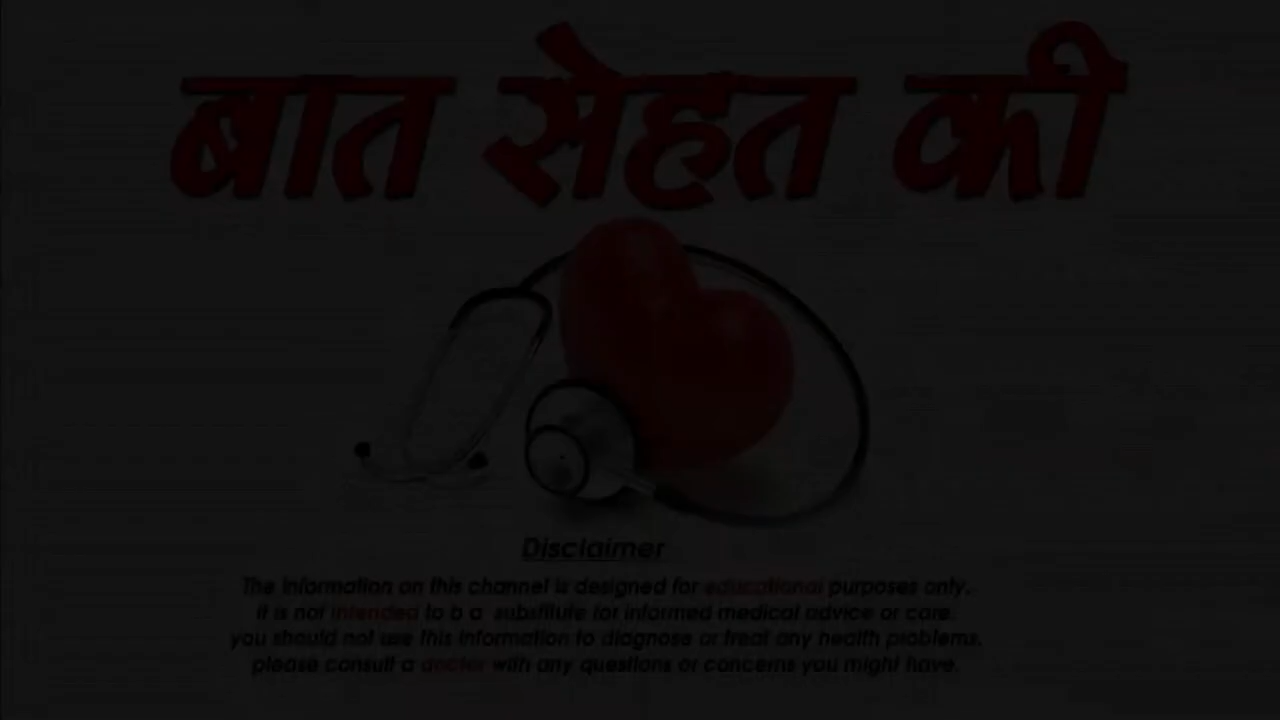 बात सेहत की
Disclaimer
The information on this channel is designed for educational purposes only.
it is not intended to b a substitute for informed medical advice or care.
you should not use this information to diagnose or treat any health problems.
please consult a doctor with any questions or concerns you might have.